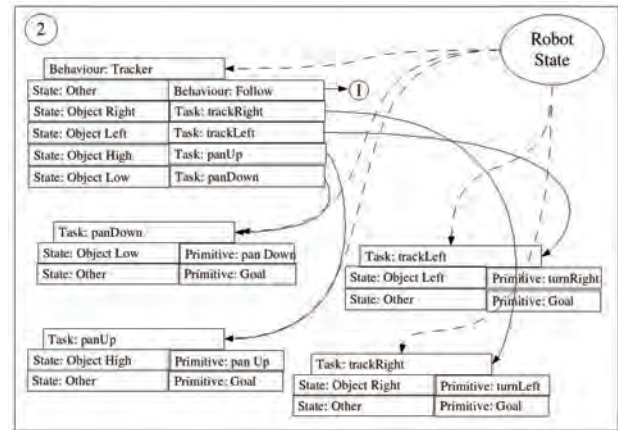 2
Robot
State
Behaviour: Tracker
State: Other Behaviour: Follow
1
State: Object Right Task: trackRight
State: Object Left Task: trackLeft
State: Object High Task: panUp
State: Object Low Task: panDown
Task: panDown
State: Object Low Primitive: pan Down
State: Other Primitive: Goal
Task: trackLeft
State: Object Left Primitive: turnRight
State: Other Primitive: Goal
Task: panUp
State: Object High Primitive: pan Up
State: Other Primitive: Goal
Task: trackRight
State: Object Right Primitive: turnLeft
State: Other Primitive: Goal